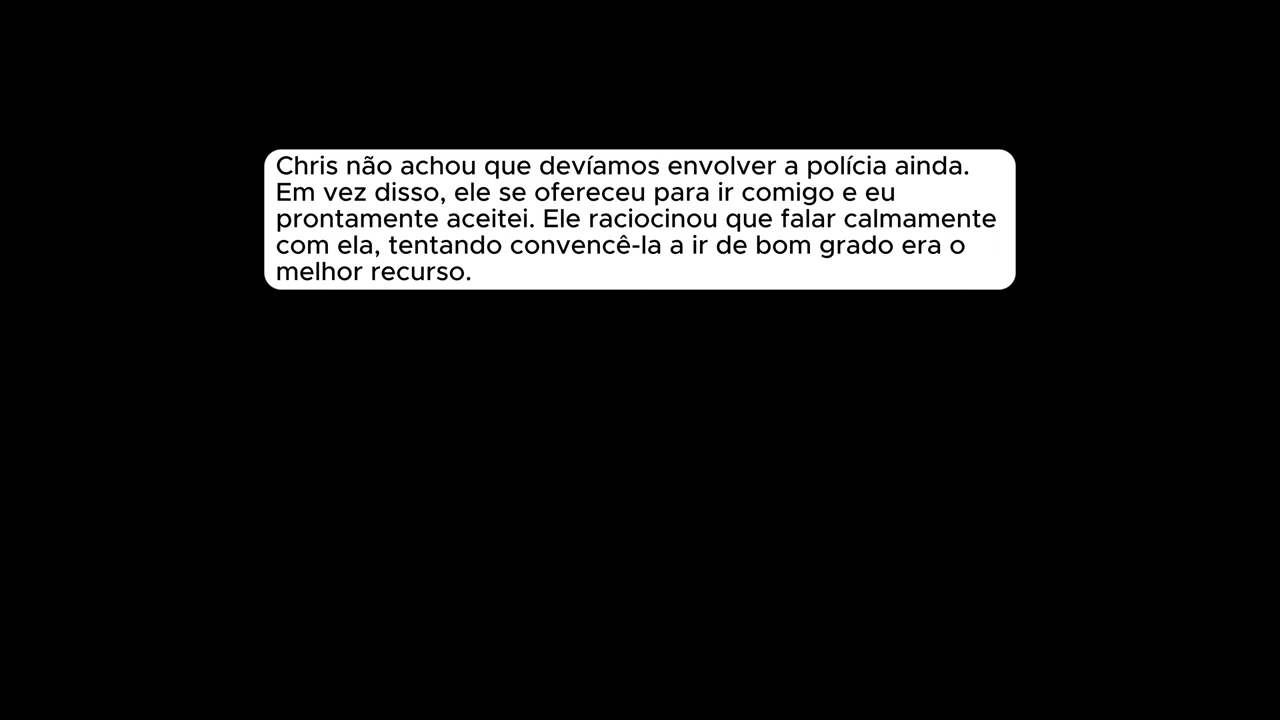 Chris não achou que devíamos envolver a polícia ainda.
Em vez disso, ele se ofereceu para ir comigo e eu
prontamente aceitei. Ele raciocinou que falar calmamente
com ela, tentando convencê-la a ir de bom grado era o
melhor recurso.